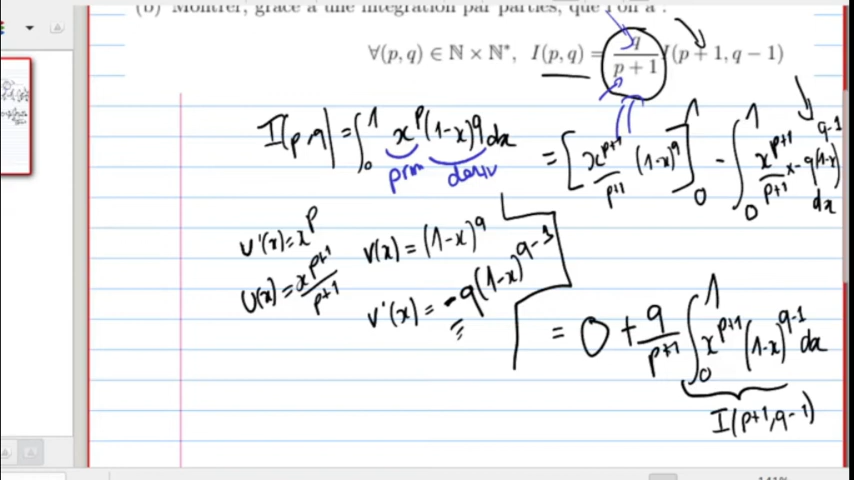 (b) Montrer, grâce à une intégration par parties, que l'on a :
∀(p, q) ∈ ℕ × ℕ*, I(p, q) = q/(p + 1) I(p + 1, q − 1)
I(p,q) = ∫₀¹ x^p (1-x)^q dx = [x^(p+1)/(p+1) (1-x)^q]₀¹ - ∫₀¹ x^(p+1)/(p+1) x - q(1-x)^(q-1) dx
prim deriv
u'(x) = x^p v(x) = (1-x)^q
u(x) = x^(p+1)/(p+1) v'(x) = -q(1-x)^(q-1)
= 0 + q/(p+1) ∫₀¹ x^(p+1) (1-x)^(q-1) dx
I(p+1, q-1)